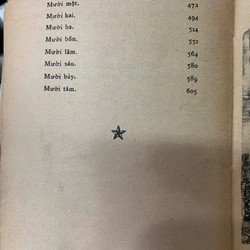 Mười một. 472
Mười hai. 494
Mười ba. 514
Mười bốn. 551
Mười lăm. 564
Mười sáu. 580
Mười bảy. 589
Mười tám. 605